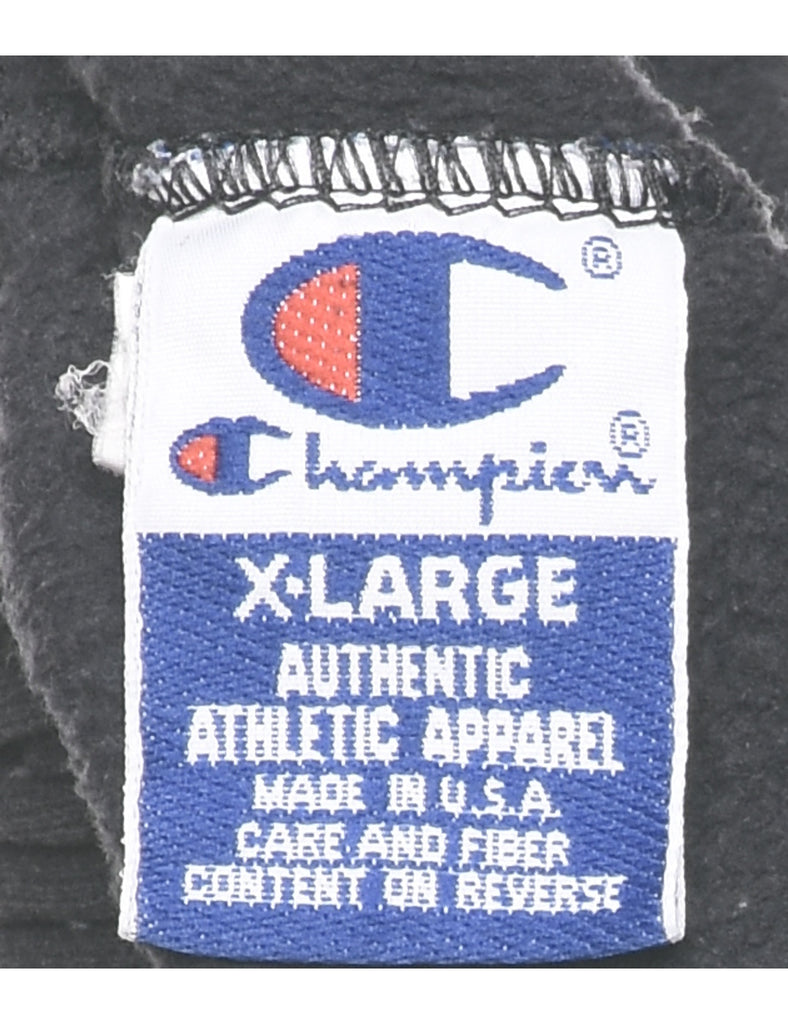 ®
Champion®
X-LARGE
AUTHENTIC
ATHLETIC APPAREL
MADE IN U.S.A.
CARE AND FIBER
CONTENT ON REVERSE